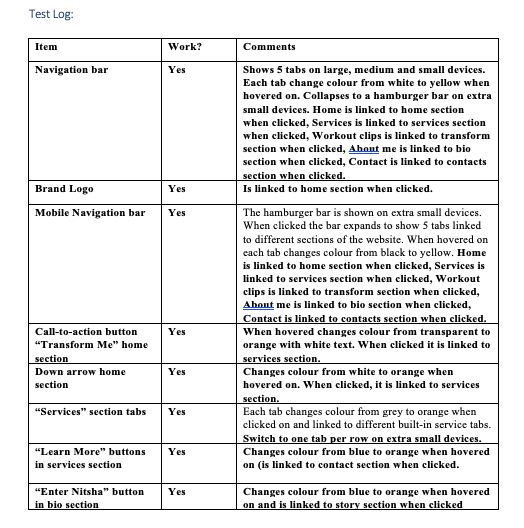 Test Log:
Item Work? Comments
Navigation bar Yes Shows 5 tabs on large, medium and small devices.
Each tab change colour from white to yellow when
hovered on. Collapses to a hamburger bar on extra
small devices. Home is linked to home section
when clicked, Services is linked to services section
when clicked, Workout clips is linked to transform
section when clicked, About me is linked to bio
section when clicked, Contact is linked to contacts
section when clicked.
Brand Logo Yes Is linked to home section when clicked.
Mobile Navigation bar Yes The hamburger bar is shown on extra small devices.
When clicked the bar expands to show 5 tabs linked
to different sections of the website. When hovered on
each tab changes colour from black to yellow. Home
is linked to home section when clicked, Services is
linked to services section when clicked, Workout
clips is linked to transform section when clicked,
About me is linked to bio section when clicked,
Contact is linked to contacts section when clicked.
Call-to-action button Yes When hovered changes colour from transparent to
“Transform Me” home orange with white text. When clicked it is linked to
section services section.
Down arrow home Yes Changes colour from white to orange when
section hovered on. When clicked, it is linked to services
section.
“Services” section tabs Yes Each tab changes colour from grey to orange when
clicked on and linked to different built-in service tabs.
Switch to one tab per row on extra small devices.
“Learn More” buttons Yes Changes colour from blue to orange when hovered
in services section on (is linked to contact section when clicked.
“Enter Nitsha” button Yes Changes colour from blue to orange when hovered
in bio section on and is linked to story section when clicked